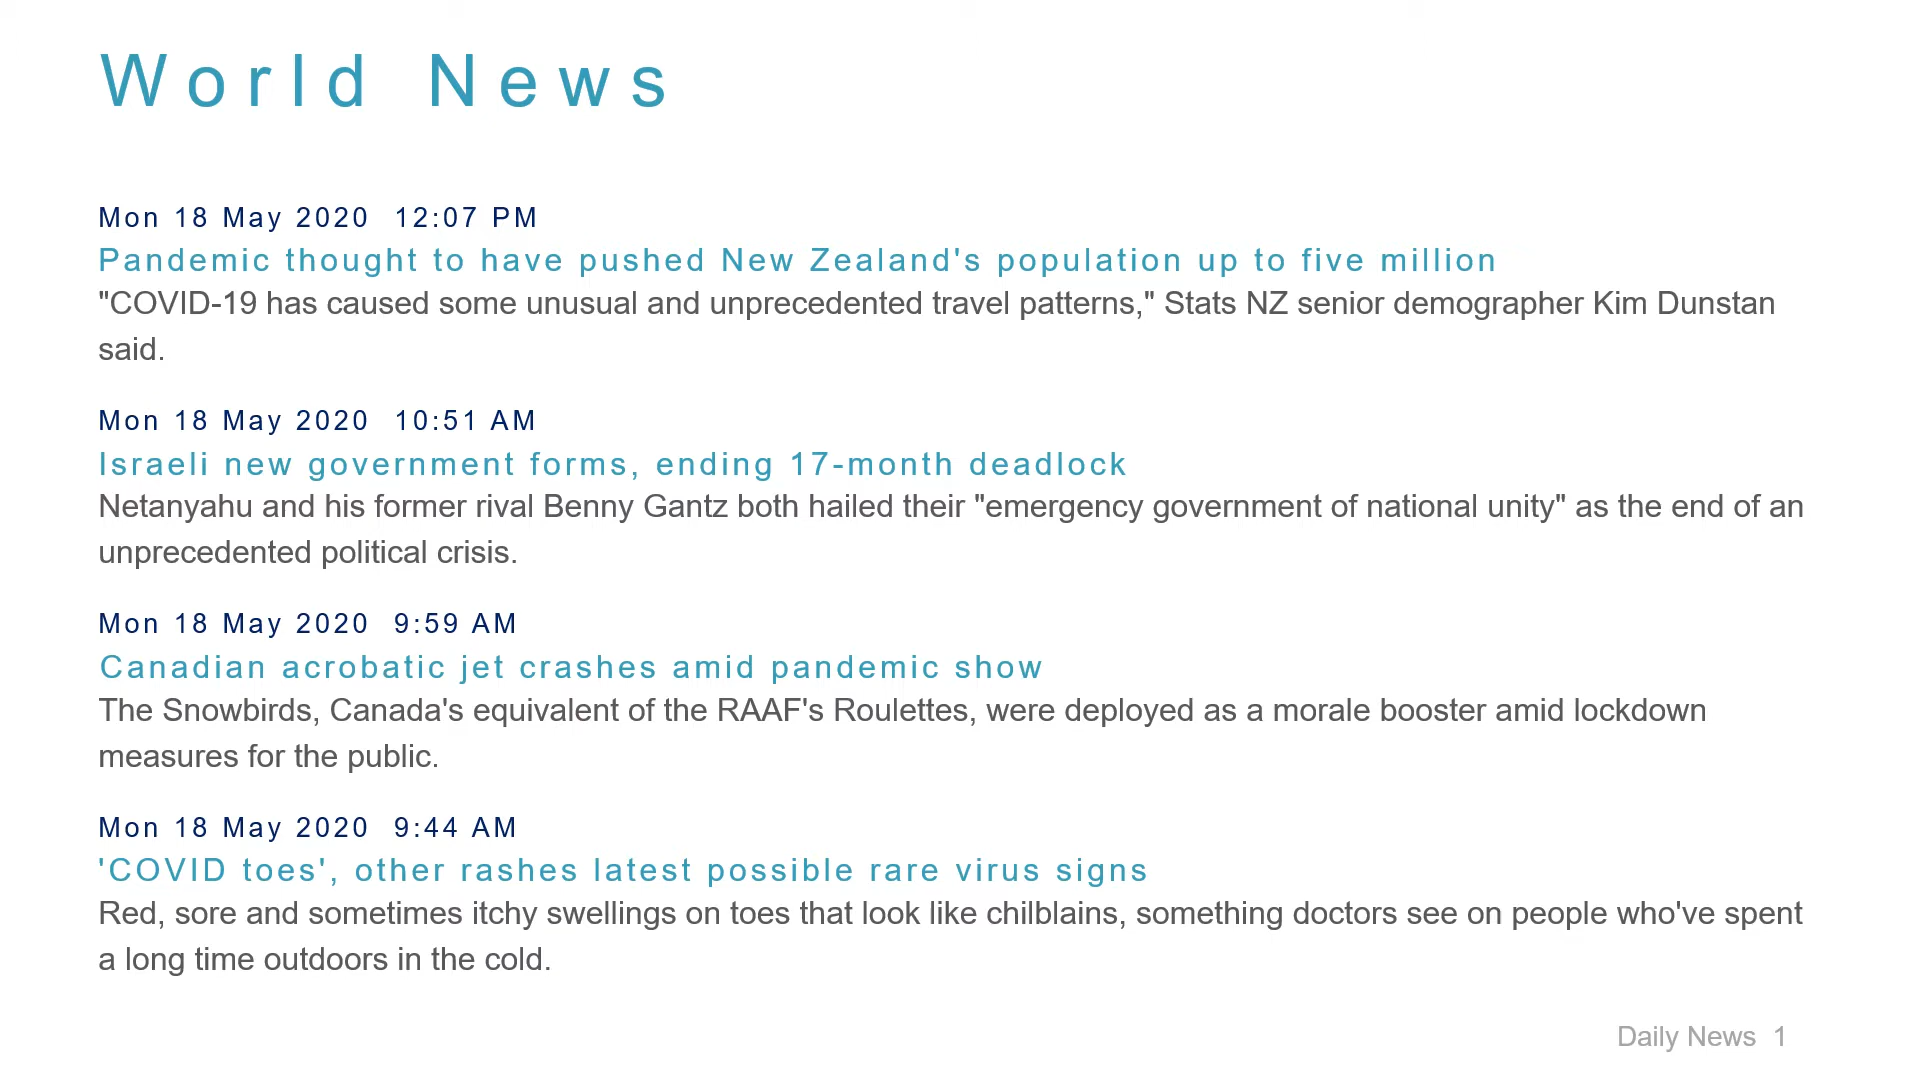 World News
Mon 18 May 2020 12:07 PM
Pandemic thought to have pushed New Zealand's population up to five million
"COVID-19 has caused some unusual and unprecedented travel patterns," Stats NZ senior demographer Kim Dunstan
said.
Mon 18 May 2020 10:51 AM
Israeli new government forms, ending 17-month deadlock
Netanyahu and his former rival Benny Gantz both hailed their "emergency government of national unity" as the end of an
unprecedented political crisis.
Mon 18 May 2020 9:59 AM
Canadian acrobatic jet crashes amid pandemic show
The Snowbirds, Canada's equivalent of the RAAF's Roulettes, were deployed as a morale booster amid lockdown
measures for the public.
Mon 18 May 2020 9:44 AM
'COVID toes', other rashes latest possible rare virus signs
Red, sore and sometimes itchy swellings on toes that look like chilblains, something doctors see on people who've spent
a long time outdoors in the cold.
Daily News 1